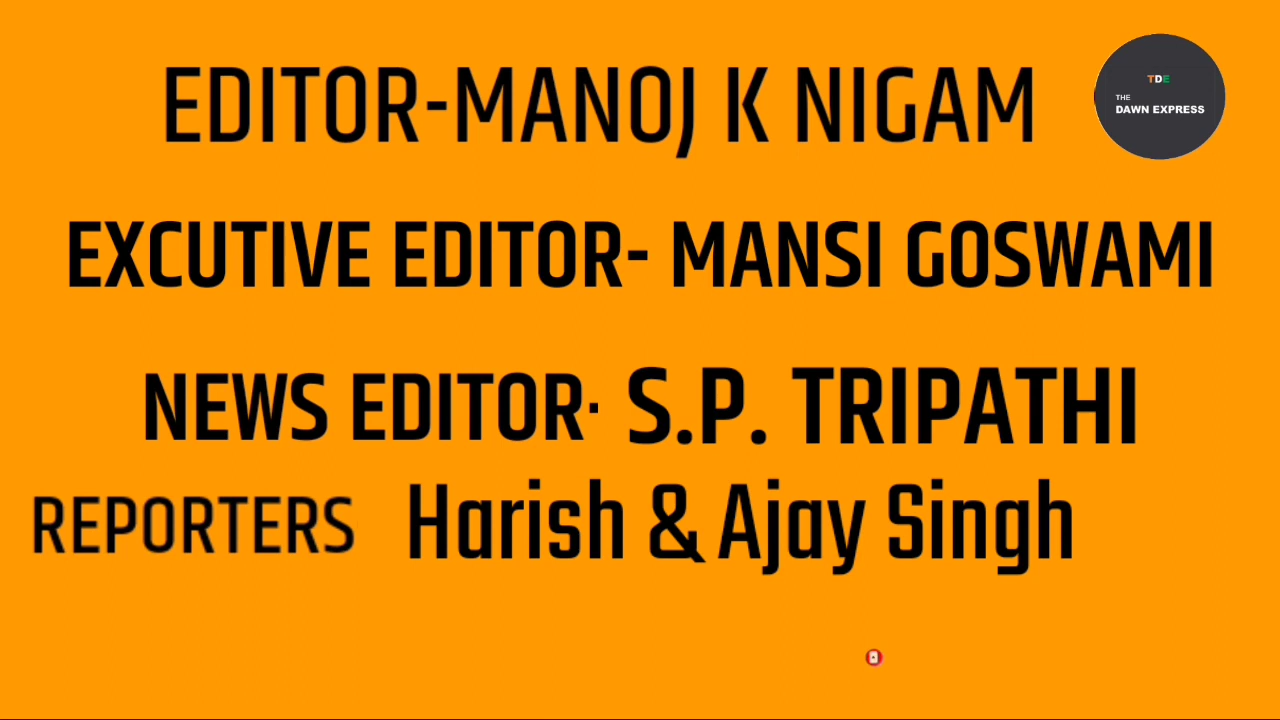 EDITOR-MANOJ K NIGAM
TDE
THE
DAWN EXPRESS
EXCUTIVE EDITOR- MANSI GOSWAMI
NEWS EDITOR· S.P. TRIPATHI
REPORTERS Harish & Ajay Singh